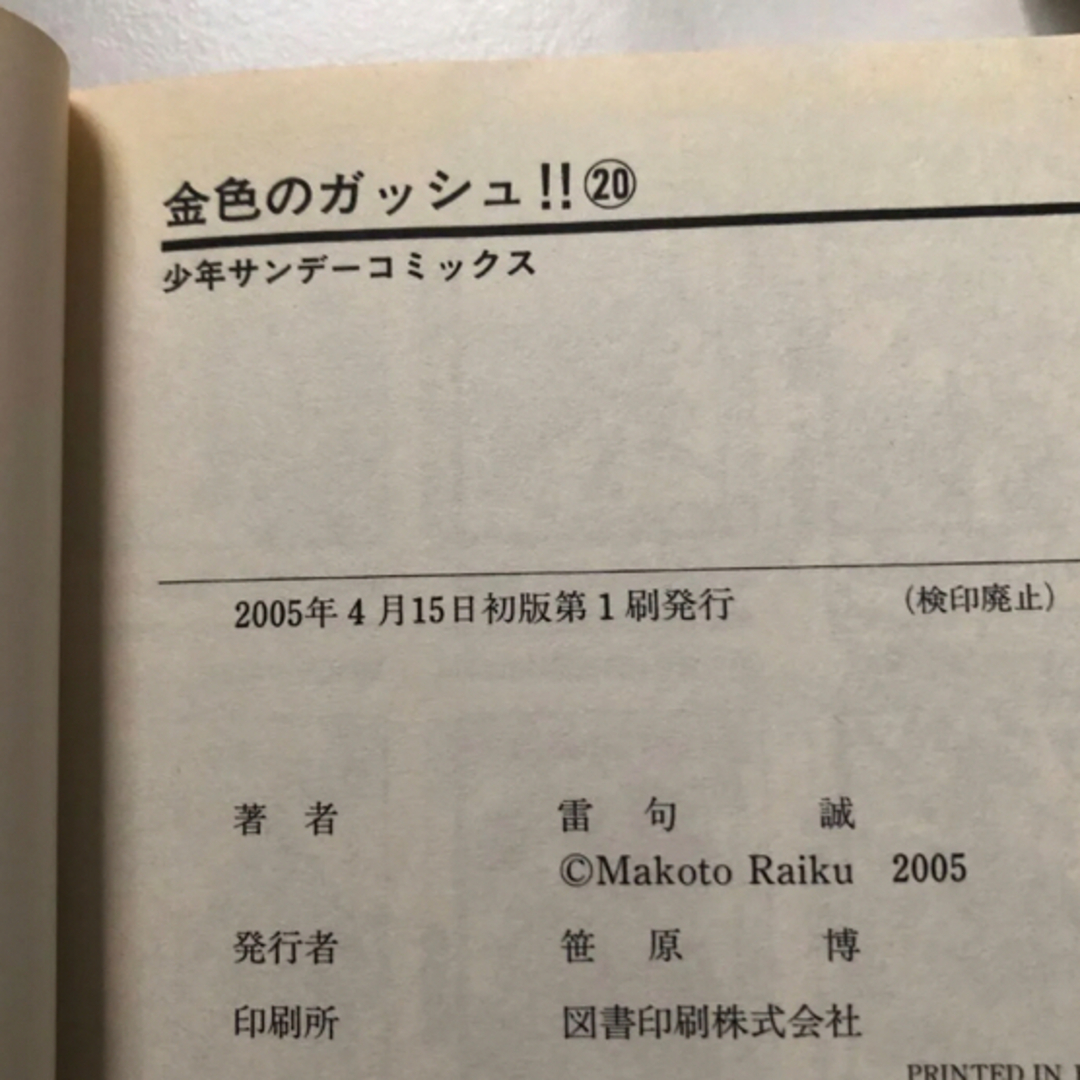 金色のガッシュ!!⑳
少年サンデーコミックス
2005年4月15日初版第1刷発行 (検印廃止)
著者 雷句 誠
©Makoto Raiku 2005
発行者 笹原 博
印刷所 図書印刷株式会社
PRINTED IN